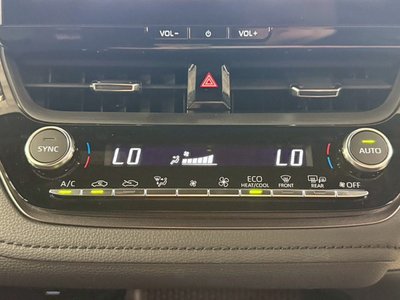 VOL- VOL+
SYNC LO LO AUTO
A/C ECO HEAT/COOL FRONT REAR OFF